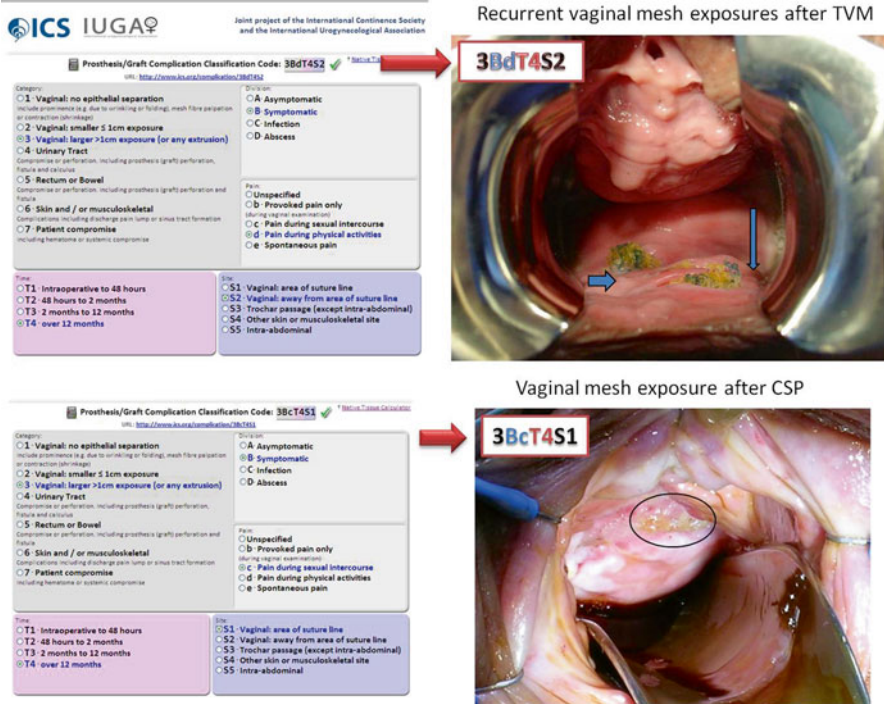 Recurrent vaginal mesh exposures after TVM
ICS IUGA
Joint project of the International Continence Society
and the International Urogynecological Association
Prosthesis/Graft Complication Classification Code: 3BdT4S2
URL: http://www.ics.org/complication/3BdT4S2
* Native
3BdT4S2
Category:
1 · Vaginal: no epithelial separation
Include prominence (e.g. due to wrinkling or folding), mesh fibre palpation
or contraction (shrinkage)
2 · Vaginal: smaller ≤ 1cm exposure
3 · Vaginal: larger >1cm exposure (or any extrusion)
4 · Urinary Tract
Compromise or perforation. including prosthesis (graft) perforation,
fistula and calculus
5 · Rectum or Bowel
Compromise or perforation. including prosthesis (graft) perforation and
fistula
6 · Skin and / or musculoskeletal
Complications including discharge pain lump or sinus tract formation
7 · Patient compromise
Including hematoma or systemic compromise
Division:
A · Asymptomatic
B · Symptomatic
C · Infection
D · Abscess
Pain:
Unspecified
b · Provoked pain only
(during vaginal examination)
c · Pain during sexual intercourse
d · Pain during physical activities
e · Spontaneous pain
Time:
T1 · Intraoperative to 48 hours
T2 · 48 hours to 2 months
T3 · 2 months to 12 months
T4 · over 12 months
Site:
S1 · Vaginal: area of suture line
S2 · Vaginal: away from area of suture line
S3 · Trochar passage (except intra-abdominal)
S4 · Other skin or musculoskeletal site
S5 · Intra-abdominal
Vaginal mesh exposure after CSP
Prosthesis/Graft Complication Classification Code: 3BcT4S1
* Native Tissue Calculator
URL: http://www.ics.org/complication/3BcT4S1
3BcT4S1
Category:
1 · Vaginal: no epithelial separation
Include prominence (e.g. due to wrinkling or folding), mesh fibre palpation
or contraction (shrinkage)
2 · Vaginal: smaller ≤ 1cm exposure
3 · Vaginal: larger >1cm exposure (or any extrusion)
4 · Urinary Tract
Compromise or perforation. including prosthesis (graft) perforation,
fistula and calculus
5 · Rectum or Bowel
Compromise or perforation. including prosthesis (graft) perforation and
fistula
6 · Skin and / or musculoskeletal
Complications including discharge pain lump or sinus tract formation
7 · Patient compromise
Including hematoma or systemic compromise
Division:
A · Asymptomatic
B · Symptomatic
C · Infection
D · Abscess
Pain:
Unspecified
b · Provoked pain only
(during vaginal examination)
c · Pain during sexual intercourse
d · Pain during physical activities
e · Spontaneous pain
Time:
T1 · Intraoperative to 48 hours
T2 · 48 hours to 2 months
T3 · 2 months to 12 months
T4 · over 12 months
Site:
S1 · Vaginal: area of suture line
S2 · Vaginal: away from area of suture line
S3 · Trochar passage (except intra-abdominal)
S4 · Other skin or musculoskeletal site
S5 · Intra-abdominal